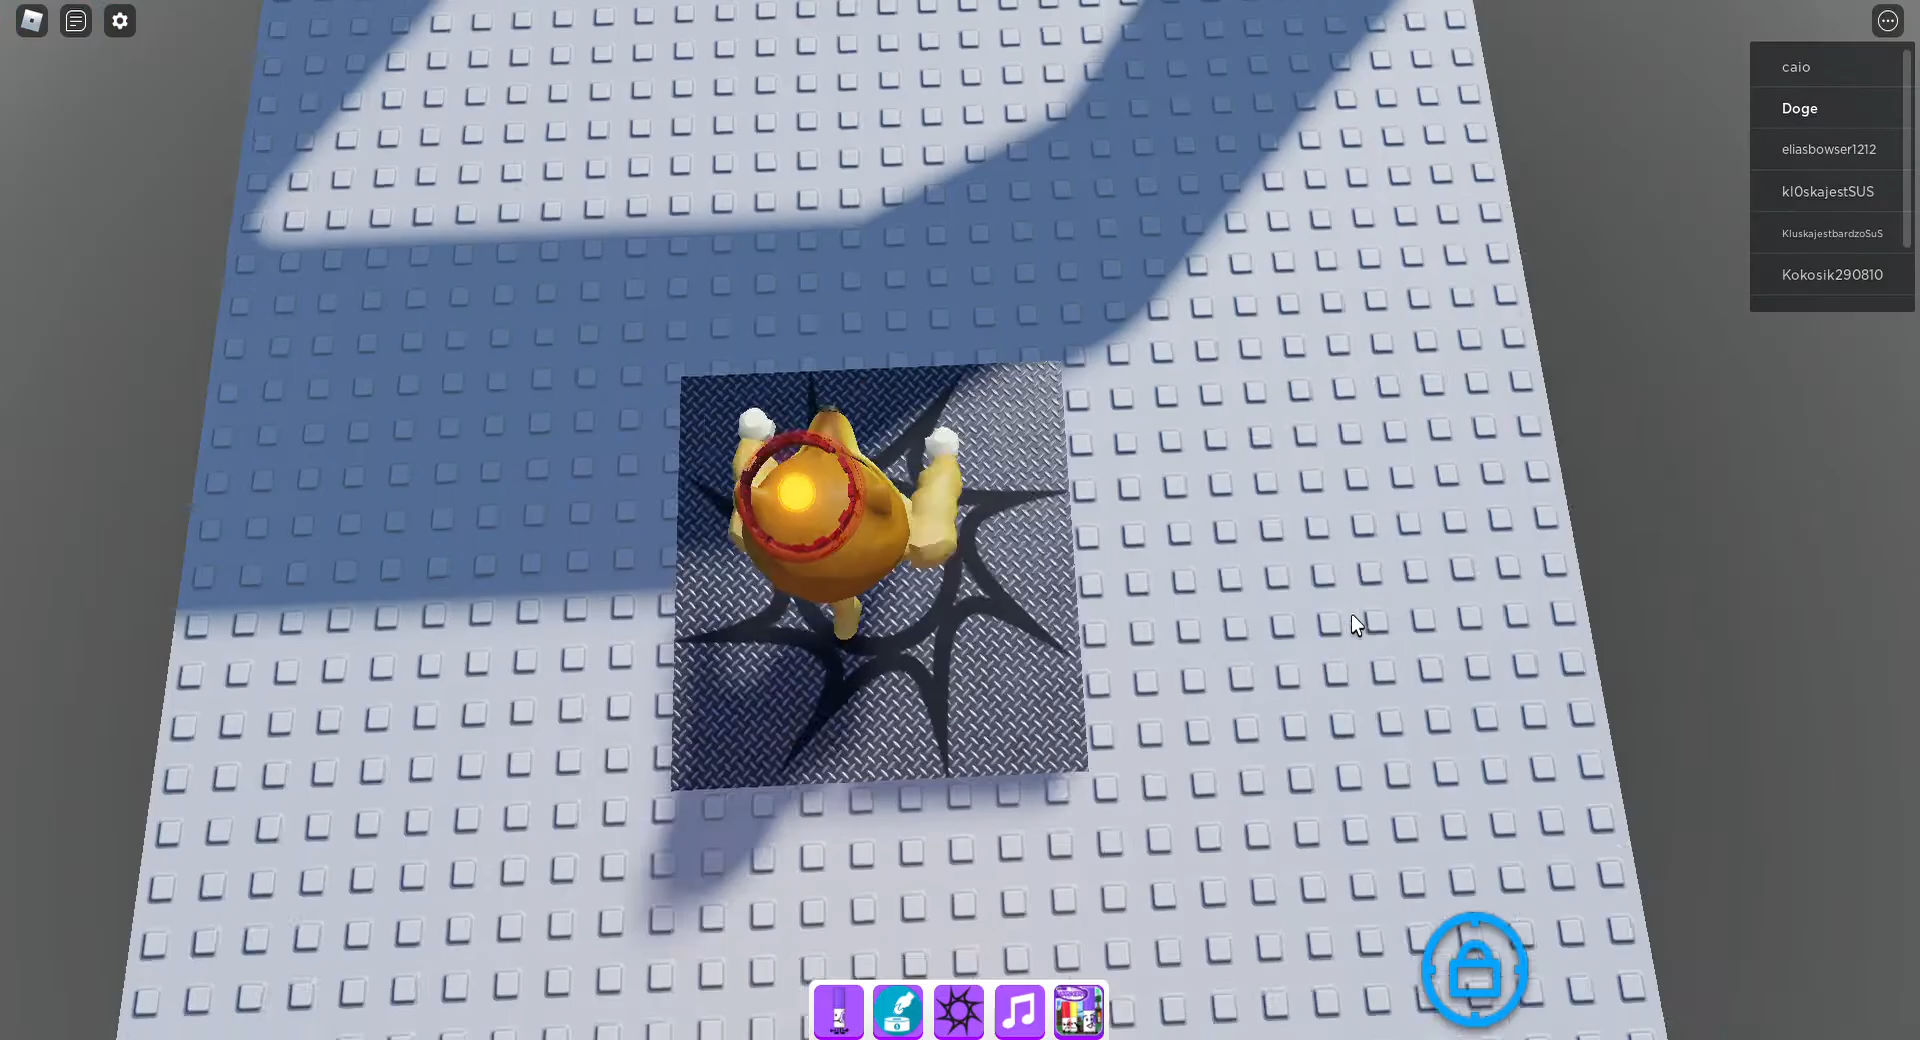 caio
Doge
eliasbowser1212
kl0skajestSUS
KluskajestbardzoSuS
Kokosik290810